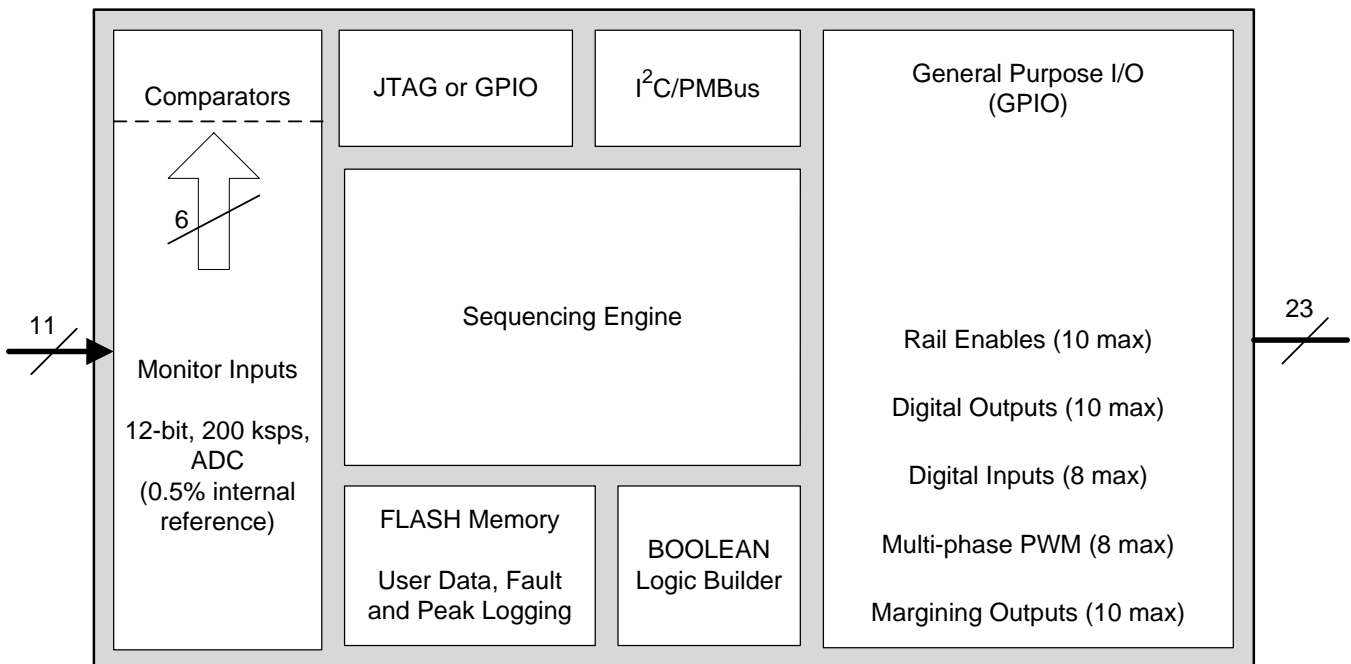 Comparators
6
11
Monitor Inputs
12-bit, 200 ksps,
ADC
(0.5% internal
reference)
JTAG or GPIO
I²C/PMBus
Sequencing Engine
FLASH Memory
User Data, Fault
and Peak Logging
BOOLEAN
Logic Builder
General Purpose I/O
(GPIO)
Rail Enables (10 max)
Digital Outputs (10 max)
Digital Inputs (8 max)
Multi-phase PWM (8 max)
Margining Outputs (10 max)
23